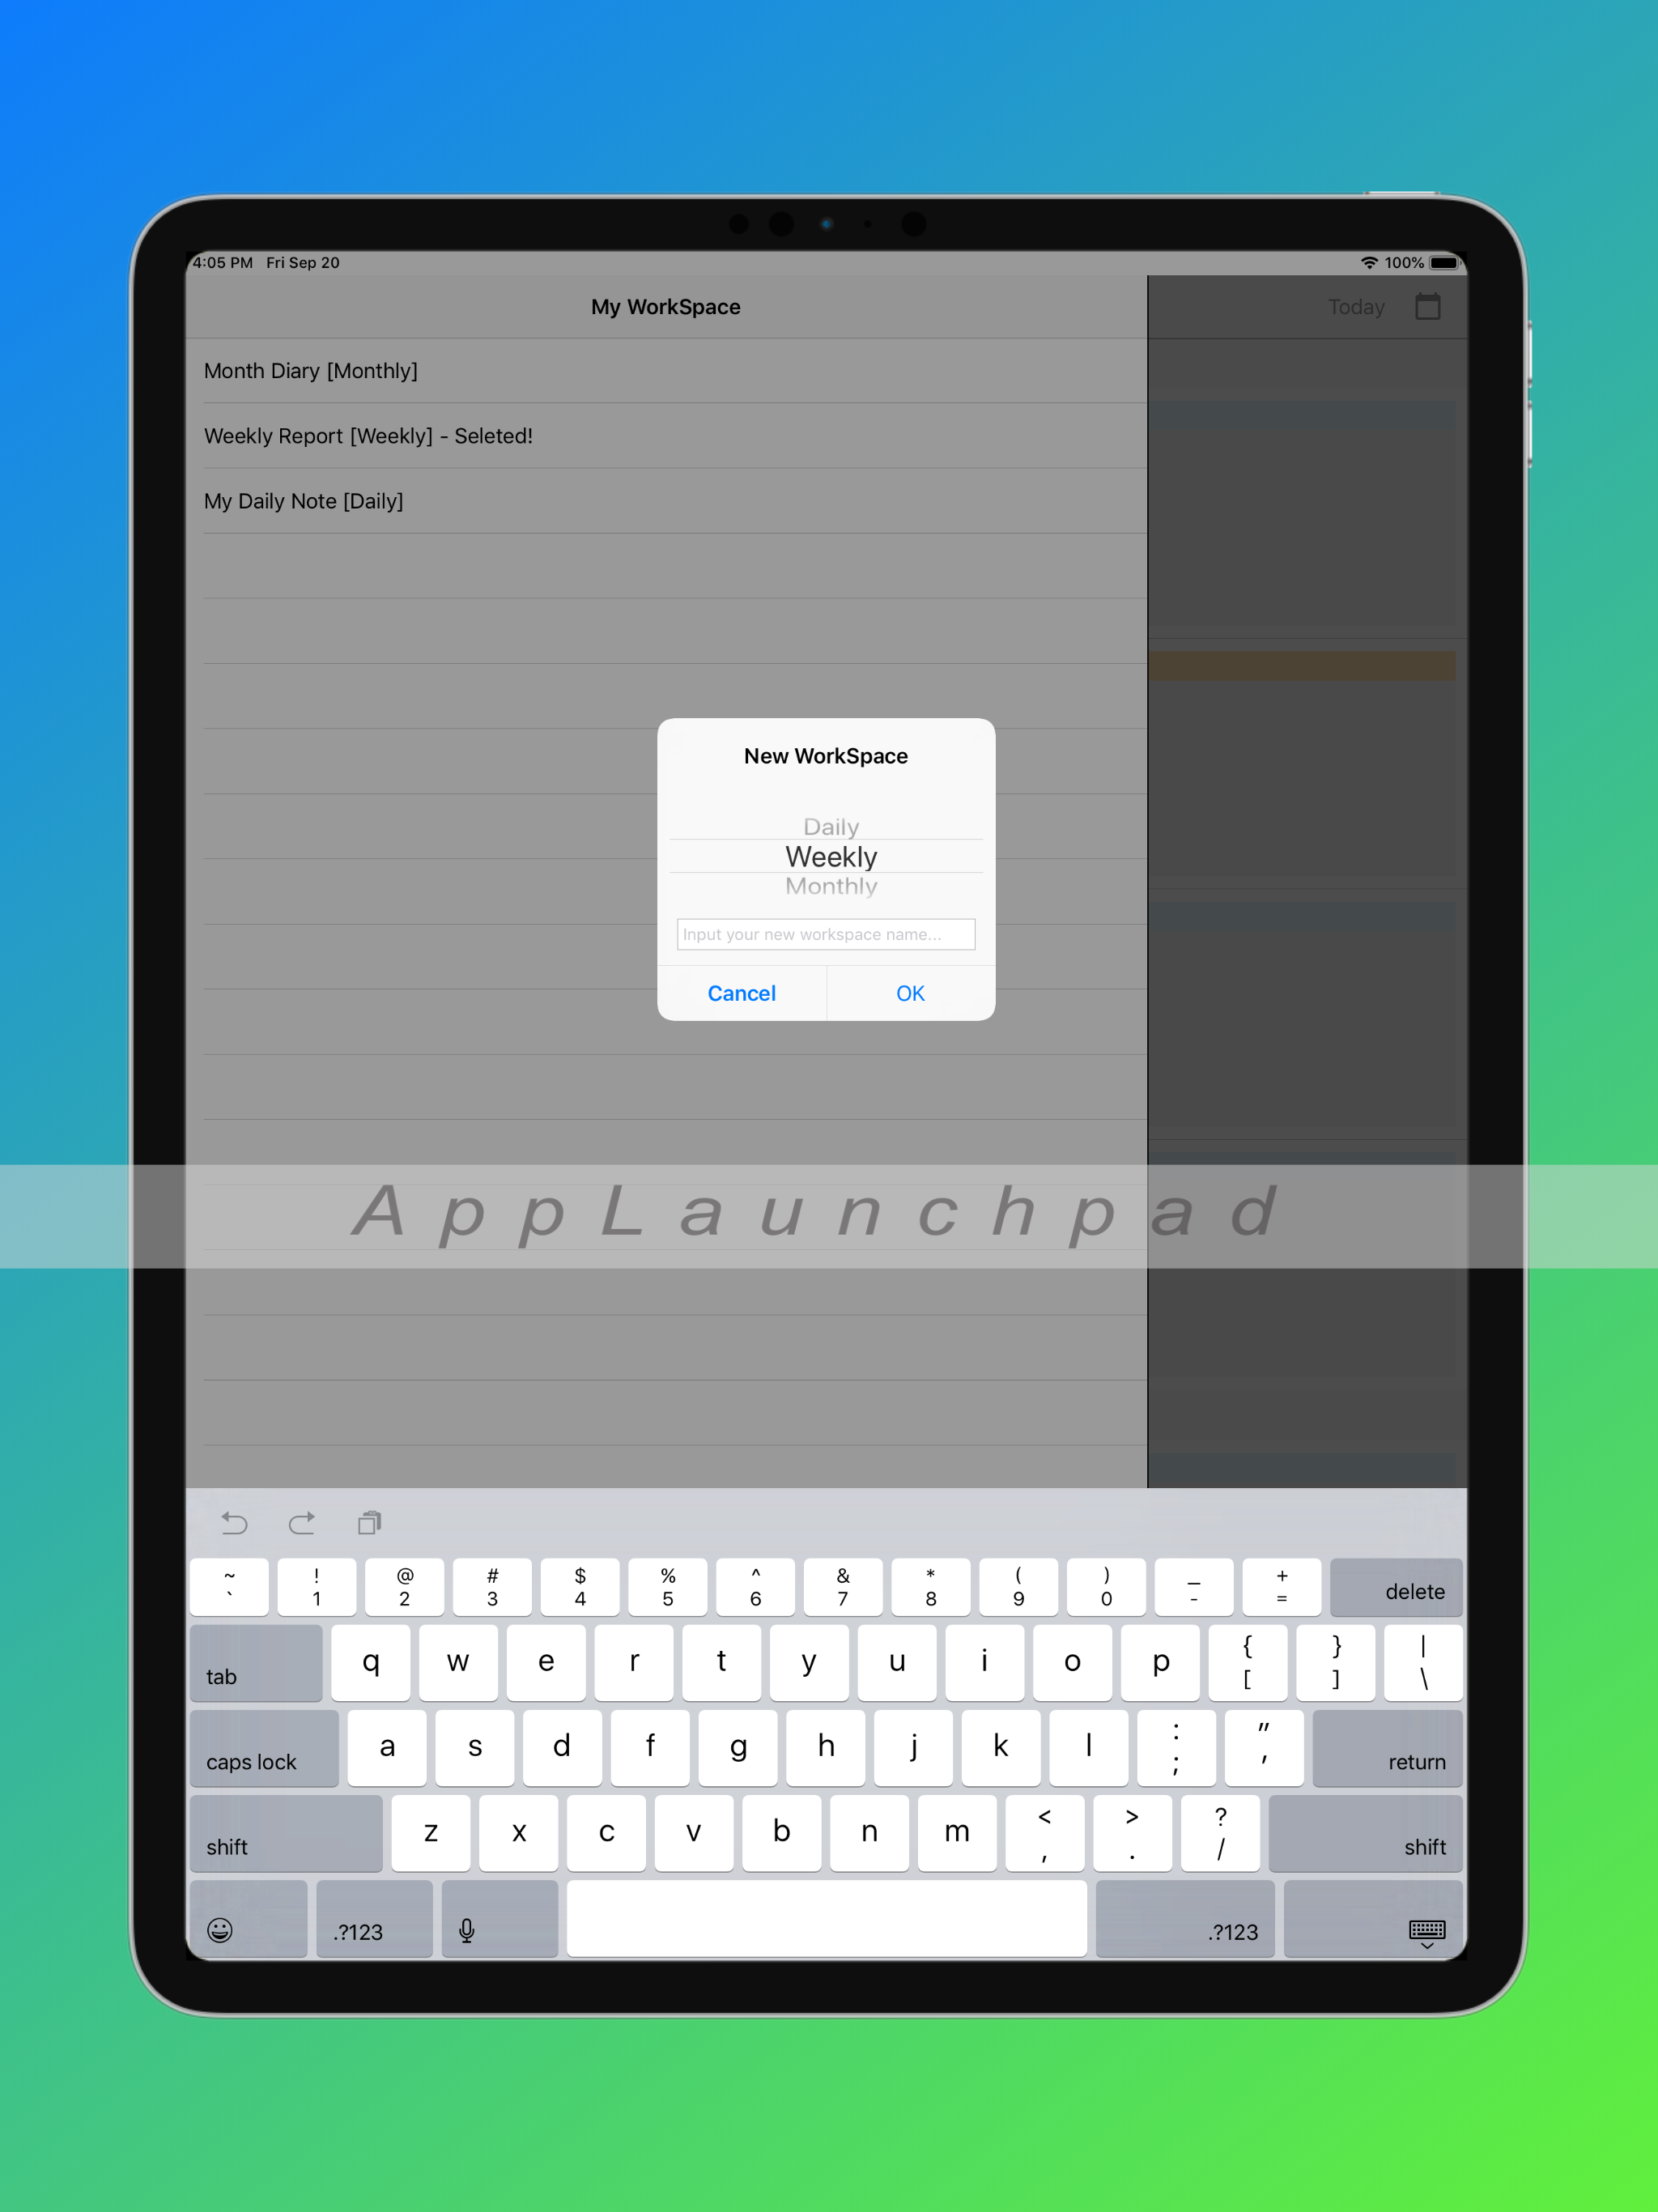 4:05 PM Fri Sep 20 100%
My WorkSpace Today
Month Diary [Monthly]
Weekly Report [Weekly] - Seleted!
My Daily Note [Daily]
New WorkSpace
Daily
Weekly
Monthly
Input your new workspace name...
Cancel OK
AppLaunchpad
~ ! @ # $ % ^ & * ( ) _ +
` 1 2 3 4 5 6 7 8 9 0 - = delete
tab q w e r t y u i o p { [ } ] | \
caps lock a s d f g h j k l : ; " ' return
shift z x c v b n m < , > . ? / shift
.?123 .?123